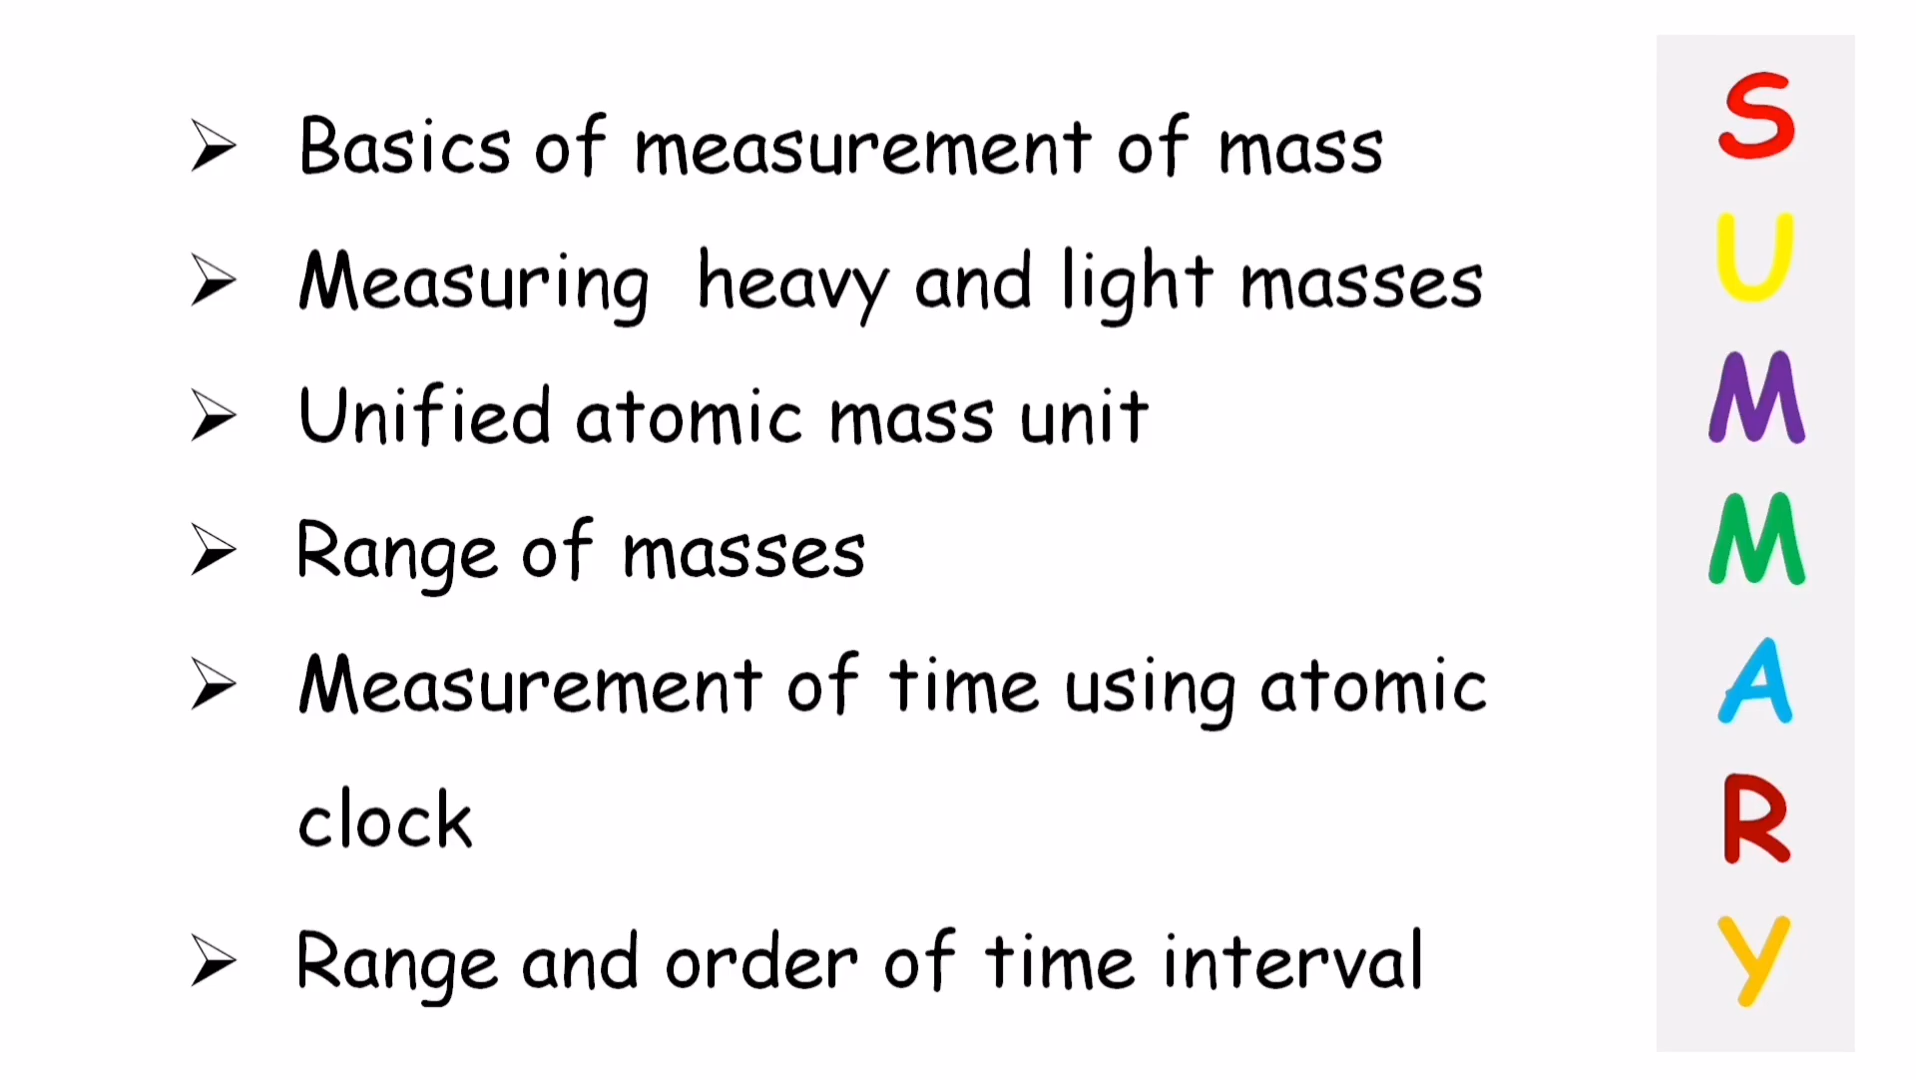 ➢ Basics of measurement of mass
➢ Measuring  heavy and light masses
➢ Unified atomic mass unit
➢ Range of masses
➢ Measurement of time using atomic
clock
➢ Range and order of time interval
S
U
M
M
A
R
Y